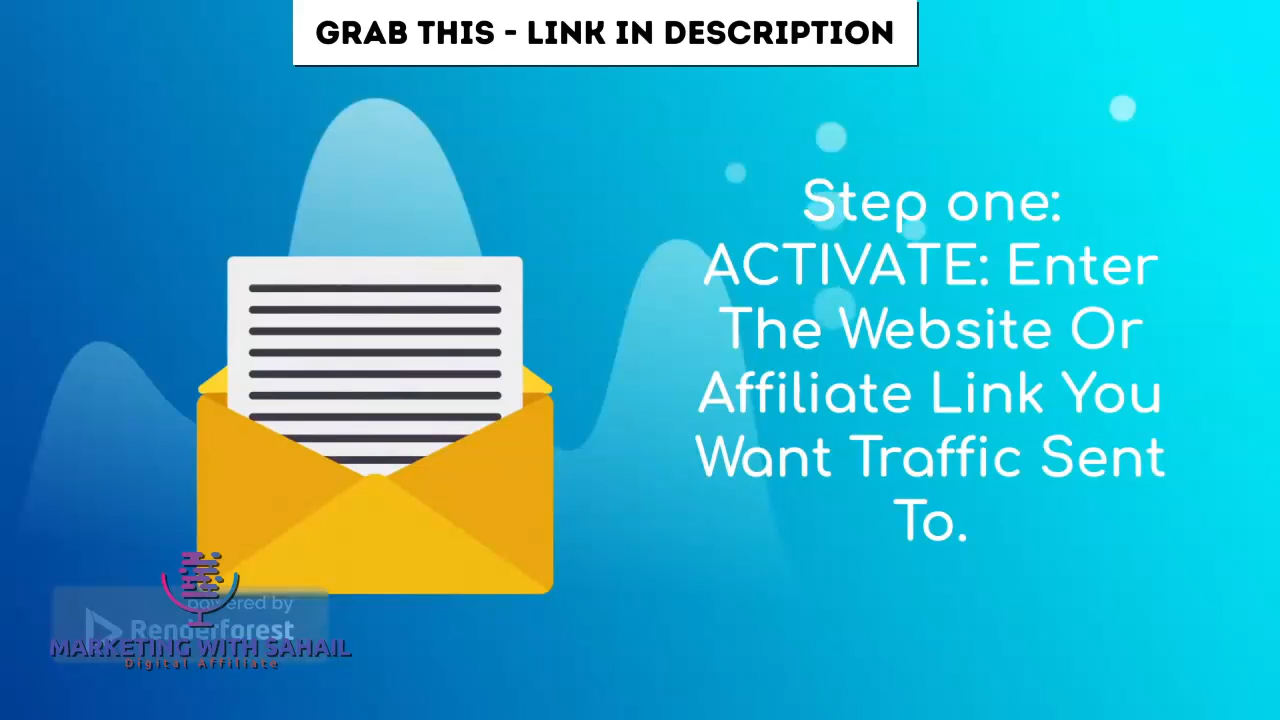 GRAB THIS - LINK IN DESCRIPTION
Step one:
ACTIVATE: Enter
The Website Or
Affiliate Link You
Want Traffic Sent
To.
powered by
Renderforest
MARKETING WITH SAHAIL
Digital Affiliate